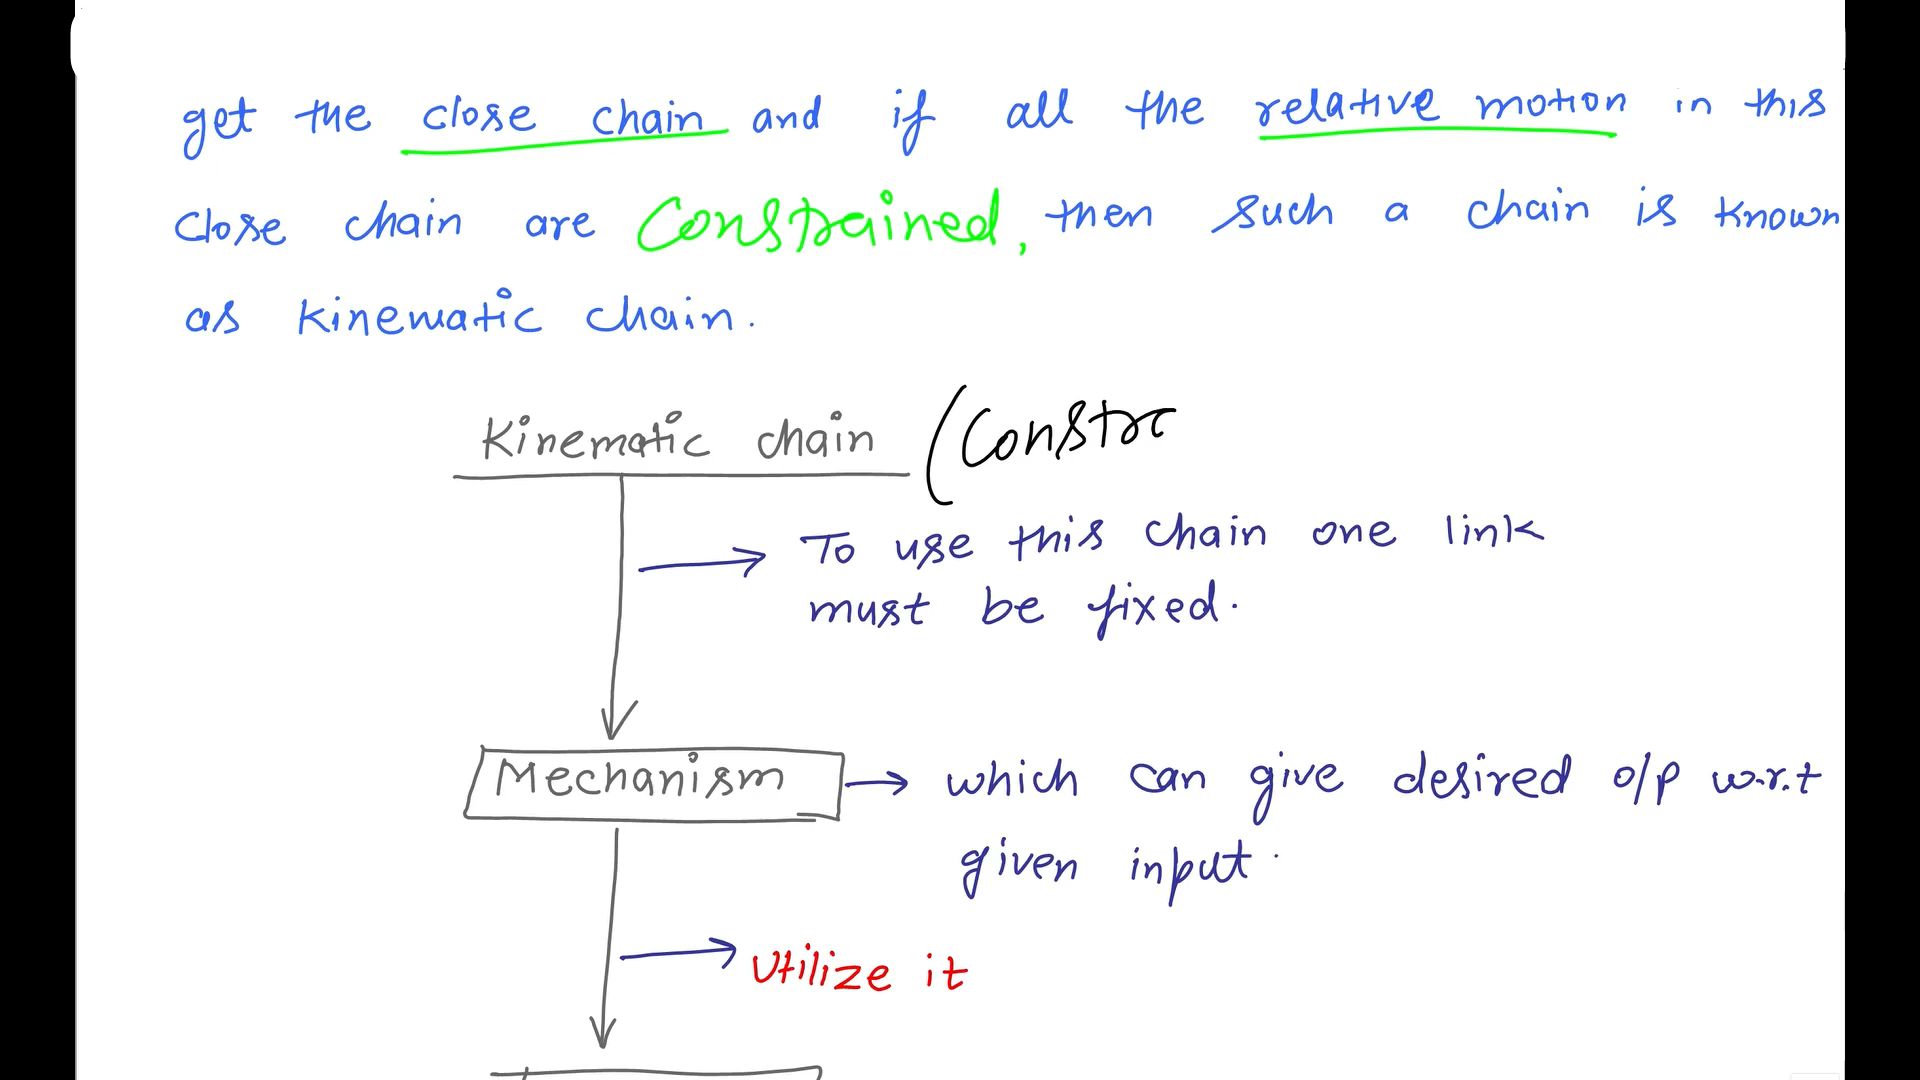 get the close chain and if all the relative motion in this
close chain are Constrained, then such a chain is known
as kinematic chain.
Kinematic chain (Constra
To use this chain one link
must be fixed.
Mechanism → which can give desired o/p w.r.t
given input.
Utilize it